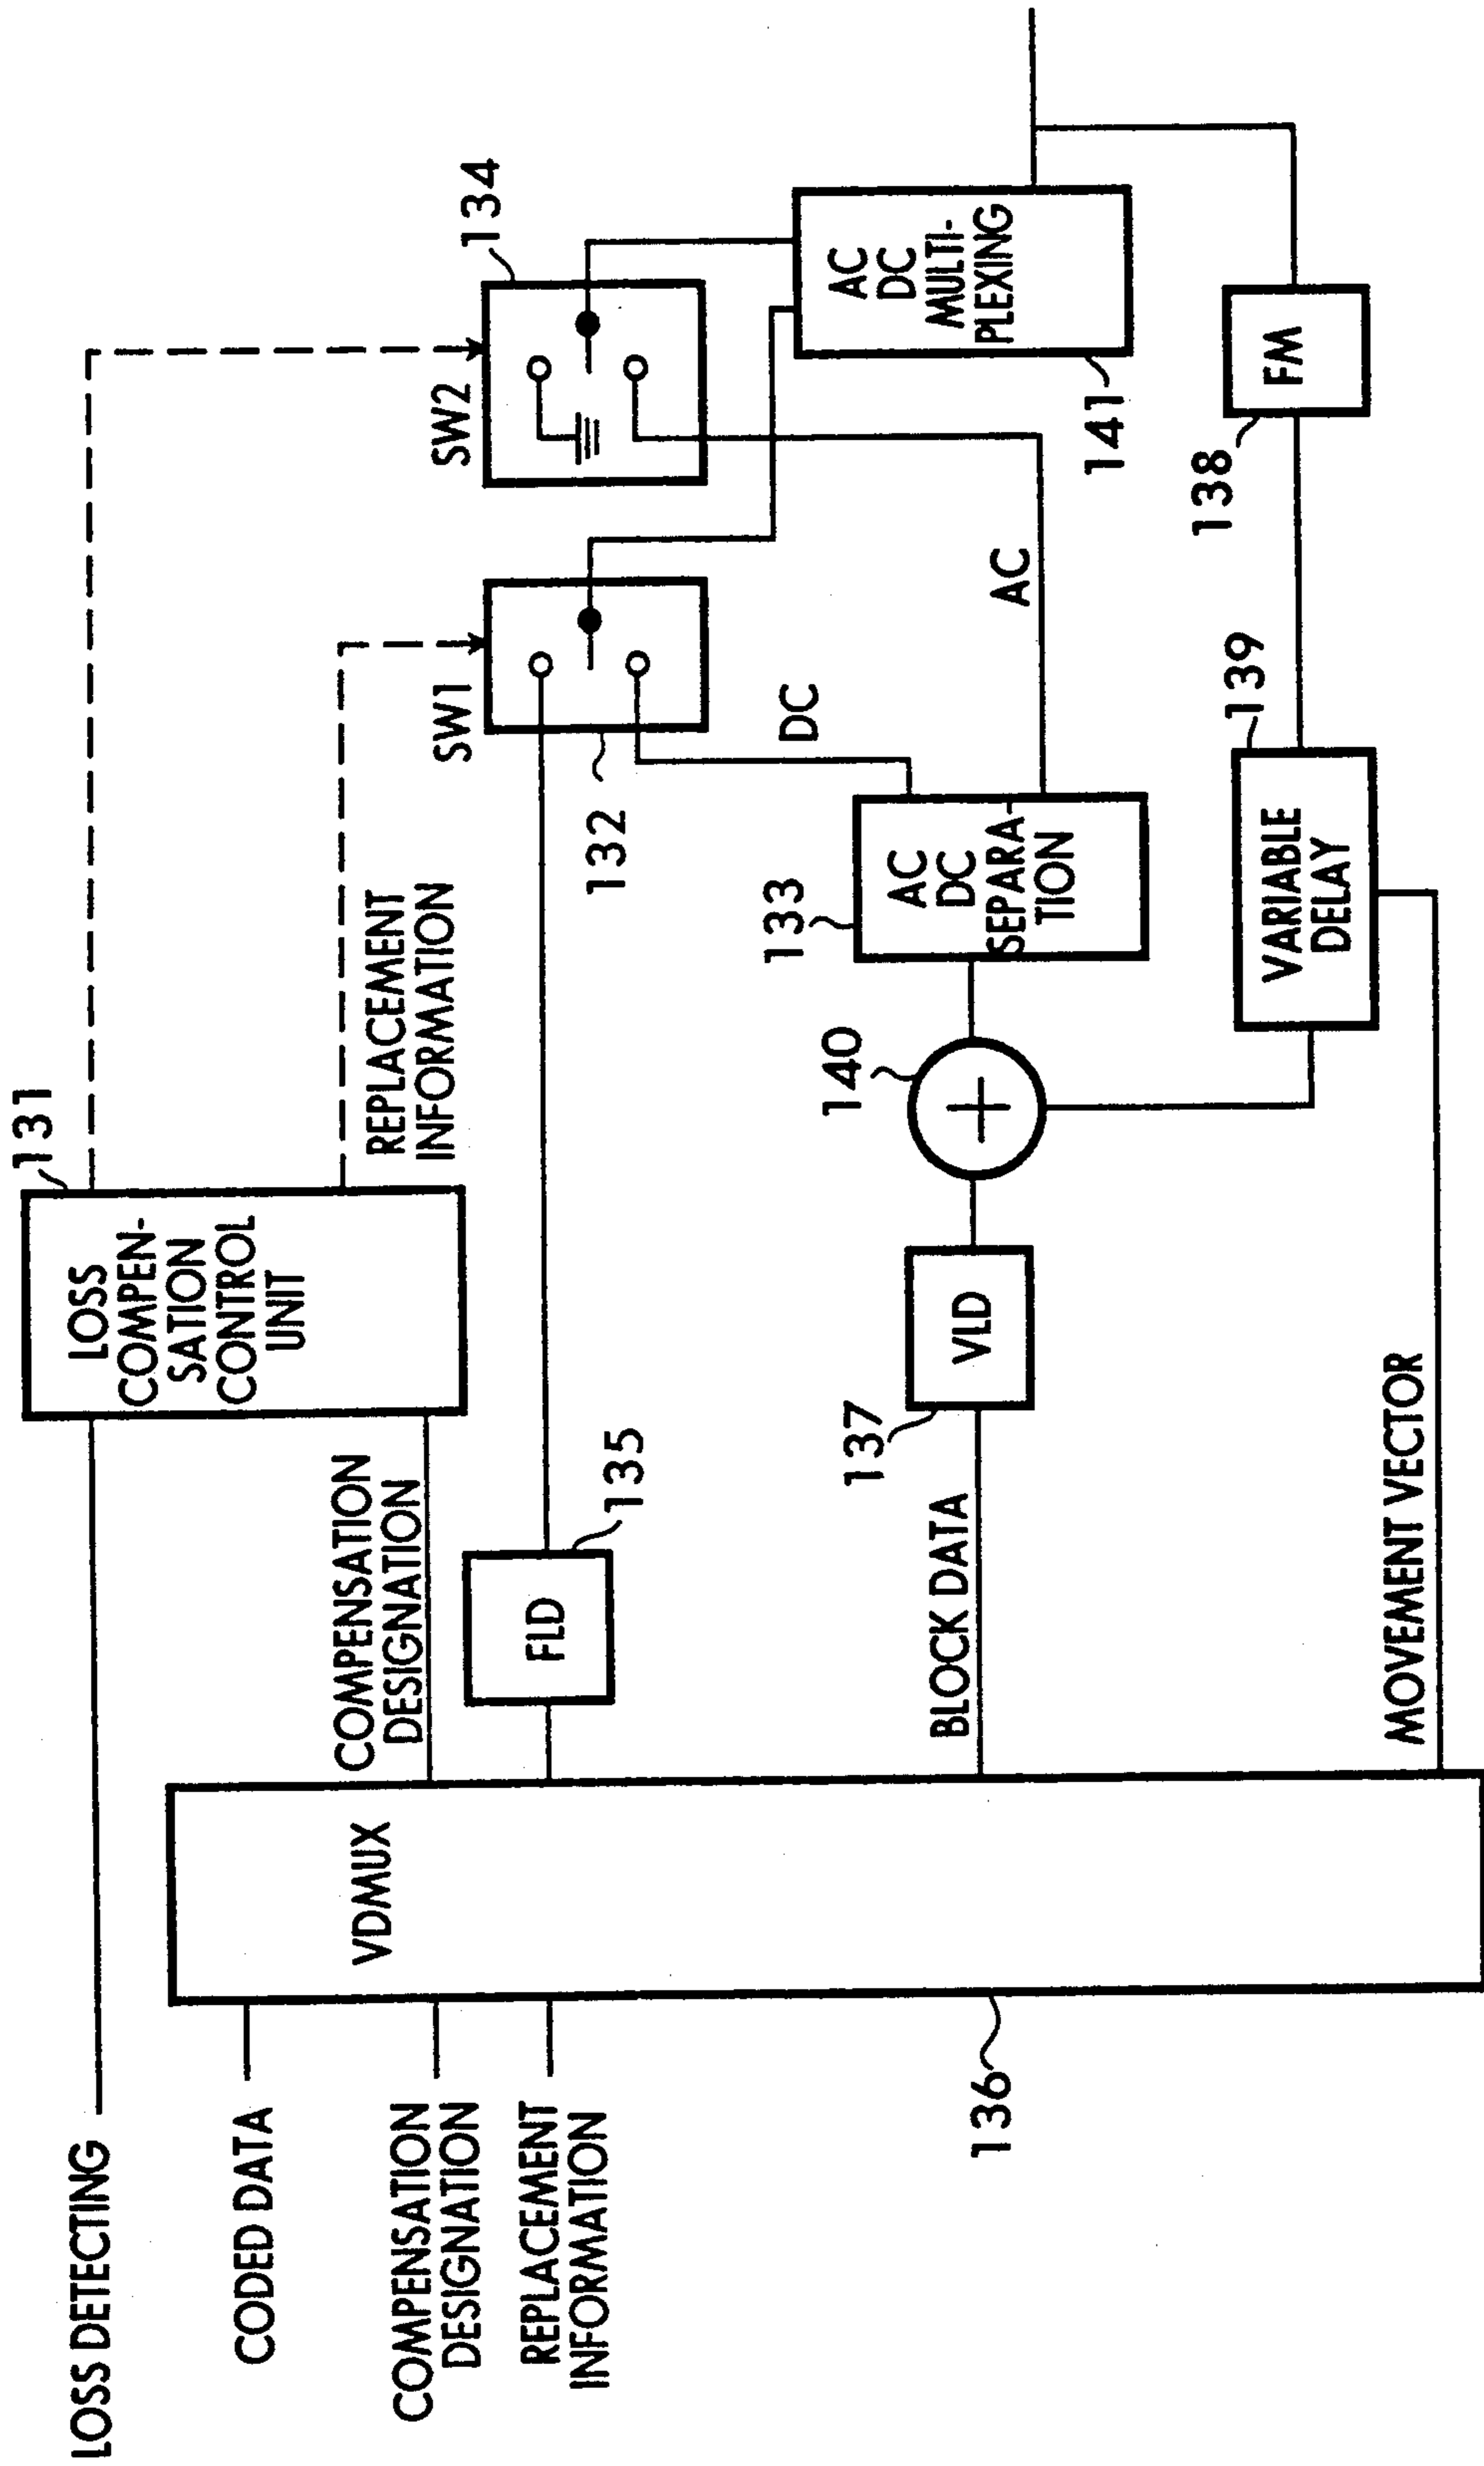 LOSS DETECTING
CODED DATA
COMPENSATION
DESIGNATION
REPLACEMENT
INFORMATION
VDMUX
136
COMPENSATION
DESIGNATION
FLD
135
BLOCK DATA
MOVEMENT VECTOR
131
LOSS
COMPEN-
SATION
CONTROL
UNIT
REPLACEMENT
INFORMATION
137
VLD
140
133
AC
DC
SEPARA-
TION
139
VARIABLE
DELAY
SW1
132
DC
AC
SW2
134
141
AC
DC
MULTI-
PLEXING
138
FM